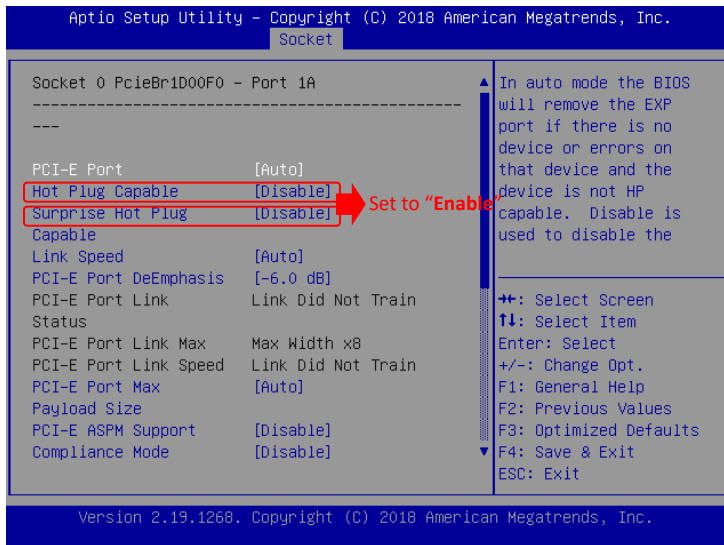 Aptio Setup Utility – Copyright (C) 2018 American Megatrends, Inc.
Socket
Socket 0 PcieBr1D00F0 – Port 1A
------------------------------------------------
---
PCI-E Port [Auto]
Hot Plug Capable [Disable]
Surprise Hot Plug [Disable]
Capable
Link Speed [Auto]
PCI-E Port DeEmphasis [-6.0 dB]
PCI-E Port Link Link Did Not Train
Status
PCI-E Port Link Max Max Width x8
PCI-E Port Link Speed Link Did Not Train
PCI-E Port Max [Auto]
Payload Size
PCI-E ASPM Support [Disable]
Compliance Mode [Disable]
Set to “Enable”
In auto mode the BIOS
will remove the EXP
port if there is no
device or errors on
that device and the
device is not HP
capable. Disable is
used to disable the
→←: Select Screen
↑↓: Select Item
Enter: Select
+/-: Change Opt.
F1: General Help
F2: Previous Values
F3: Optimized Defaults
F4: Save & Exit
ESC: Exit
Version 2.19.1268. Copyright (C) 2018 American Megatrends, Inc.